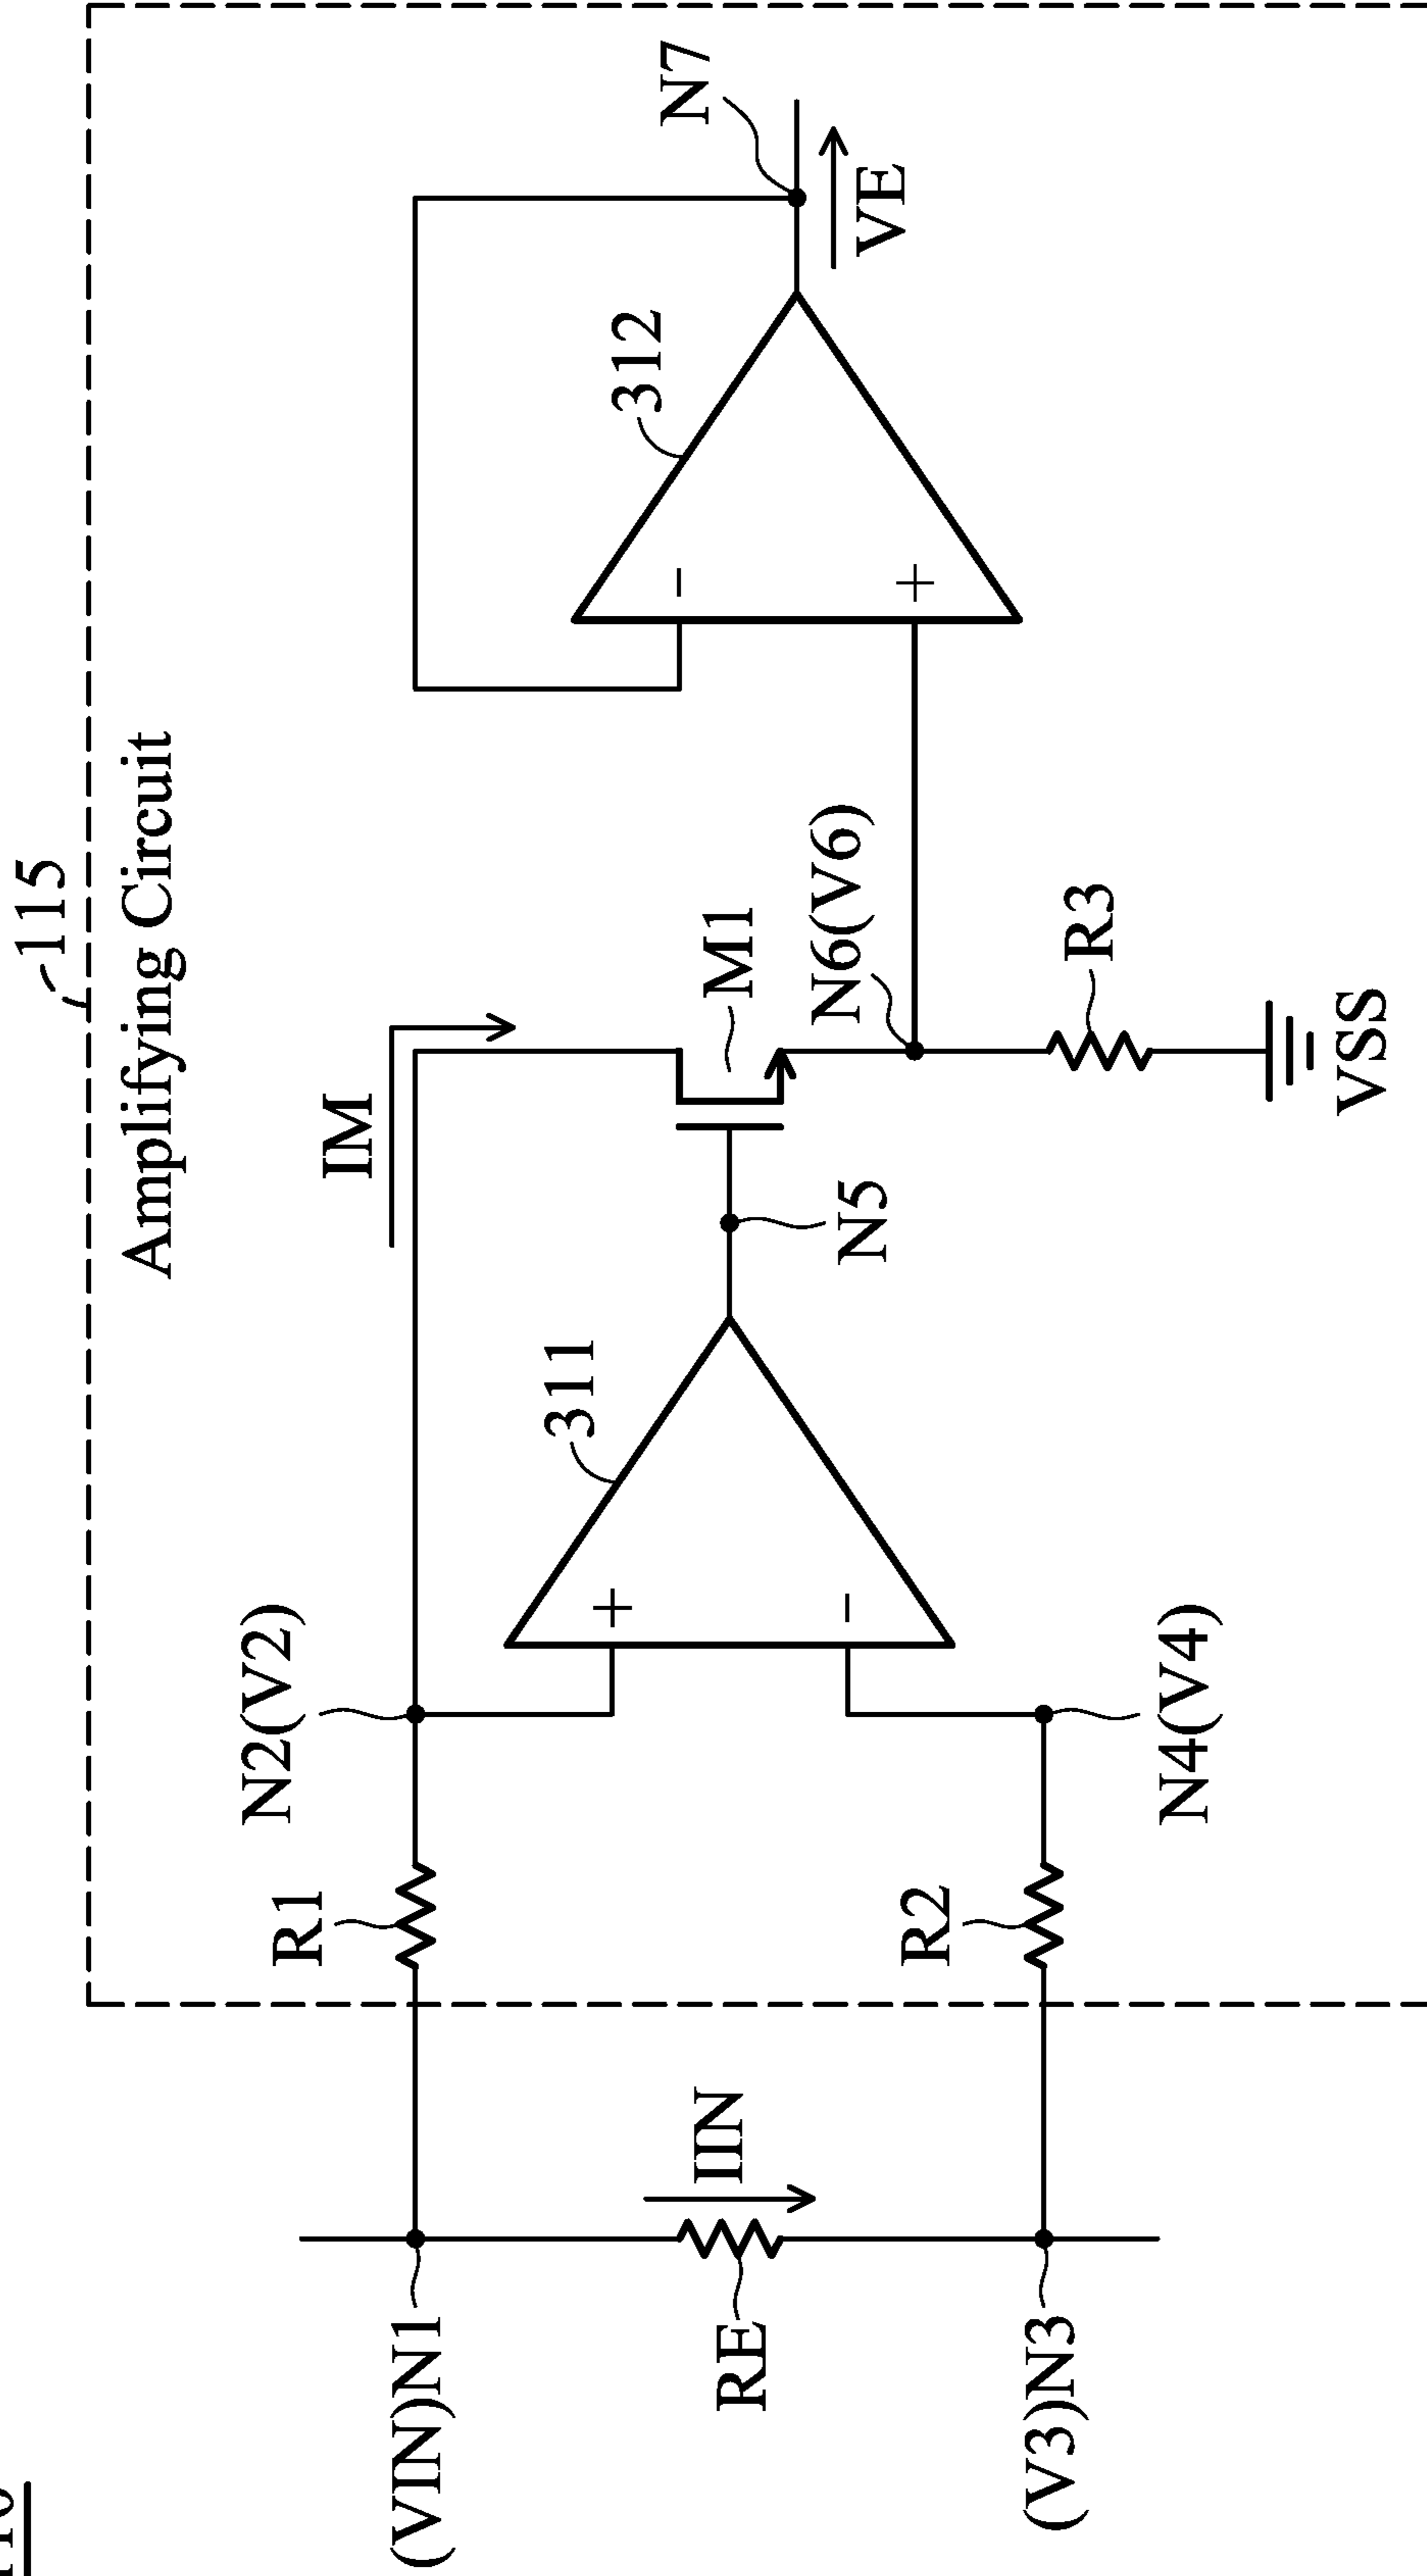 115
Amplifying Circuit
IM
N2(V2)
R1
(VIN)N1
311
+
-
N5
M1
312
-
+
N7
VE
N6(V6)
R3
VSS
IIN
RE
R2
N4(V4)
(V3)N3